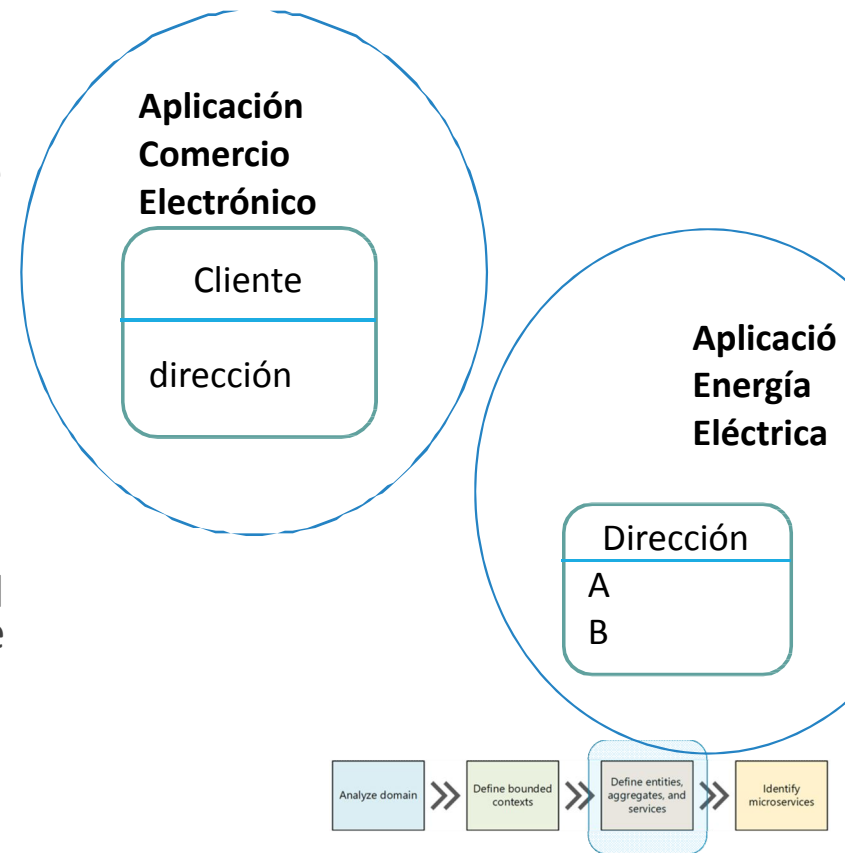 Aplicación
Comercio
Electrónico
Cliente
dirección
Aplicació
Energía
Eléctrica
Dirección
A
B
Analyze domain
Define bounded
contexts
Define entities,
aggregates, and
services
Identify
microservices